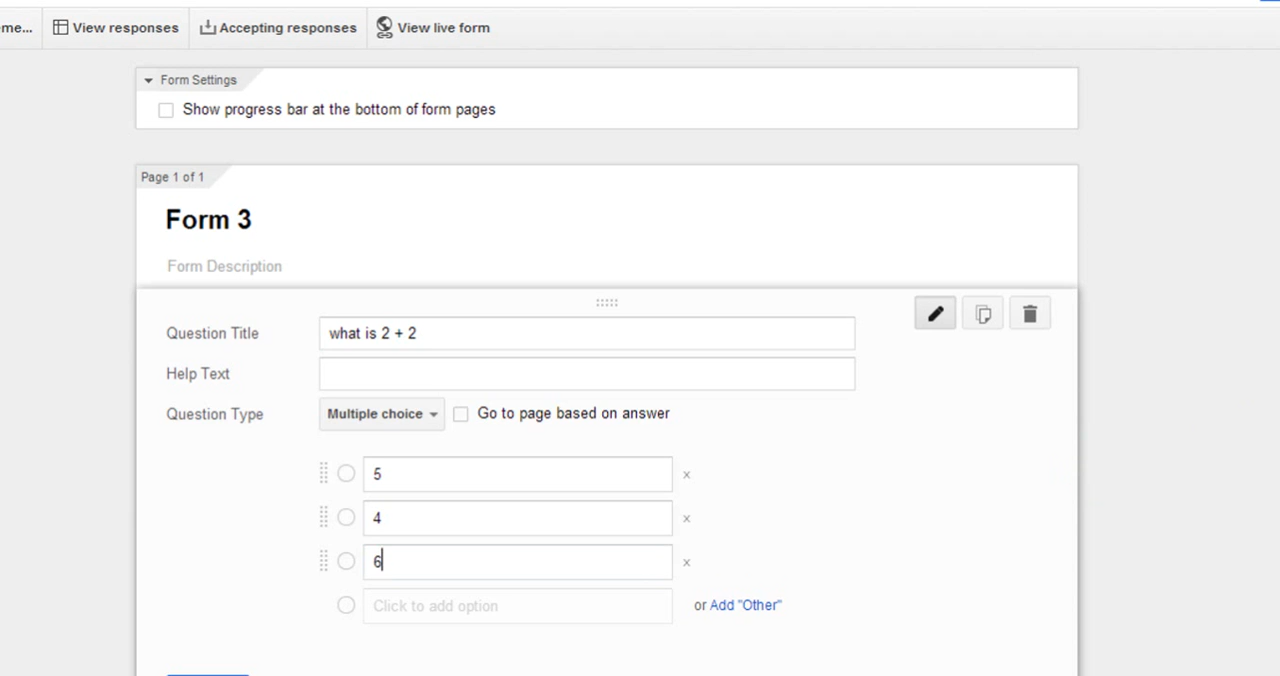 eme... View responses Accepting responses View live form
Form Settings
Show progress bar at the bottom of form pages
Page 1 of 1
Form 3
Form Description
Question Title what is 2 + 2
Help Text
Question Type Multiple choice Go to page based on answer
5 x
4 x
6 x
Click to add option or Add "Other"